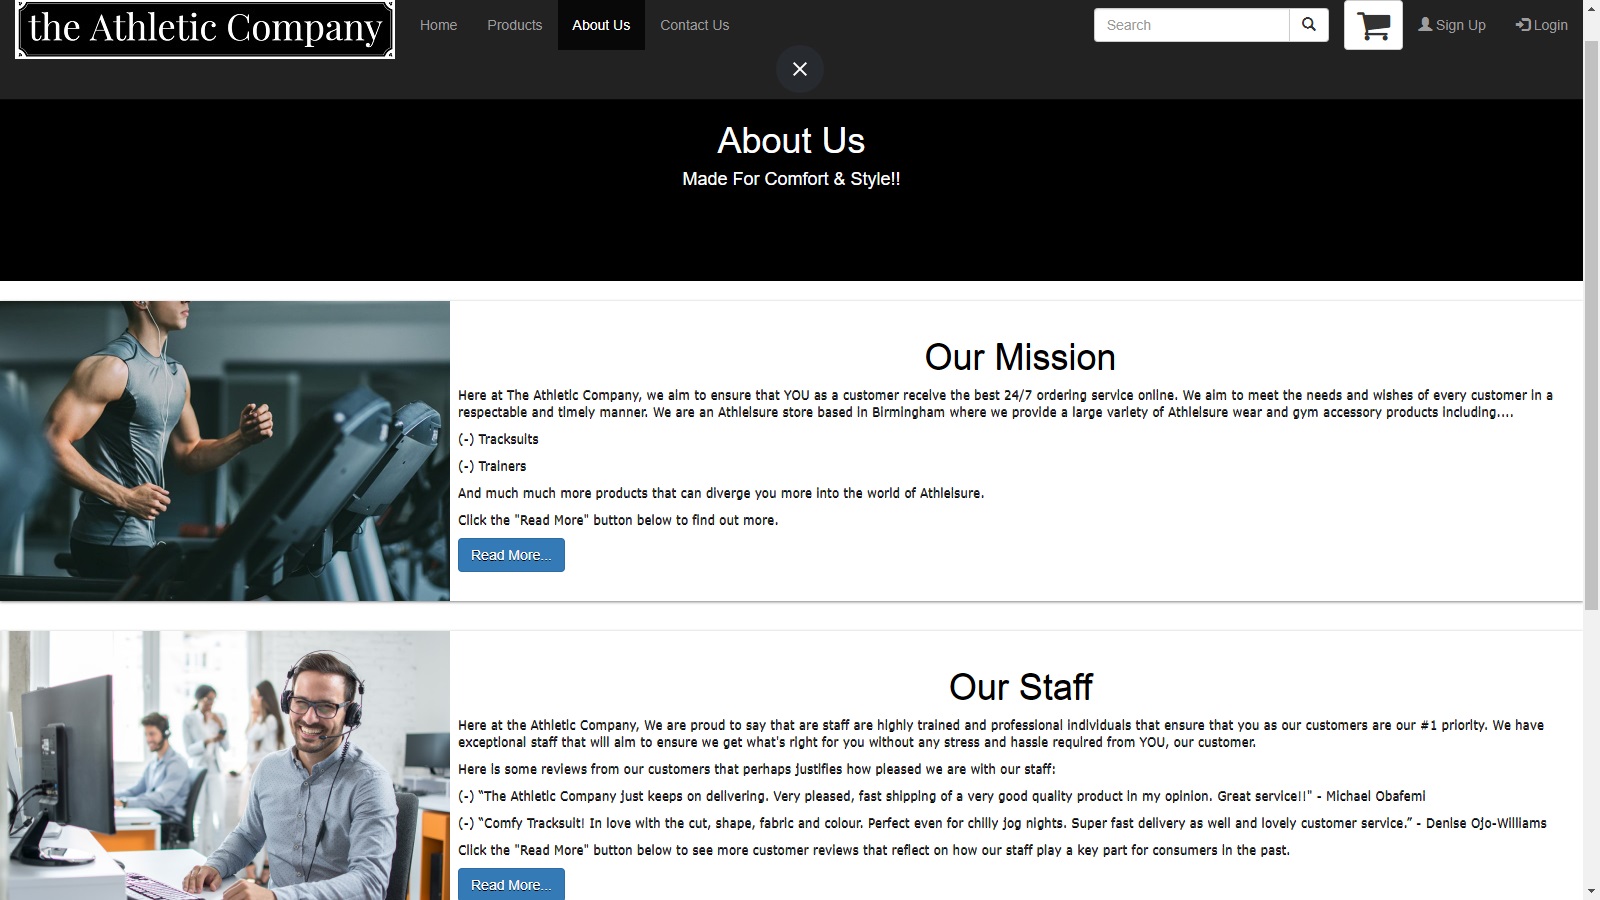 the Athletic Company
Home
Products
About Us
Contact Us
Search
Sign Up
Login
About Us
Made For Comfort & Style!!
Our Mission
Here at The Athletic Company, we aim to ensure that YOU as a customer receive the best 24/7 ordering service online. We aim to meet the needs and wishes of every customer in a
respectable and timely manner. We are an Athleisure store based in Birmingham where we provide a large variety of Athleisure wear and gym accessory products including....
(-) Tracksuits
(-) Trainers
And much much more products that can diverge you more into the world of Athleisure.
Click the "Read More" button below to find out more.
Read More...
Our Staff
Here at the Athletic Company, We are proud to say that are staff are highly trained and professional individuals that ensure that you as our customers are our #1 priority. We have
exceptional staff that will aim to ensure we get what's right for you without any stress and hassle required from YOU, our customer.
Here is some reviews from our customers that perhaps justifies how pleased we are with our staff:
(-) “The Athletic Company just keeps on delivering. Very pleased, fast shipping of a very good quality product in my opinion. Great service!!" - Michael Obafemi
(-) “Comfy Tracksuit! In love with the cut, shape, fabric and colour. Perfect even for chilly jog nights. Super fast delivery as well and lovely customer service.” - Denise Ojo-Williams
Click the "Read More" button below to see more customer reviews that reflect on how our staff play a key part for consumers in the past.
Read More...